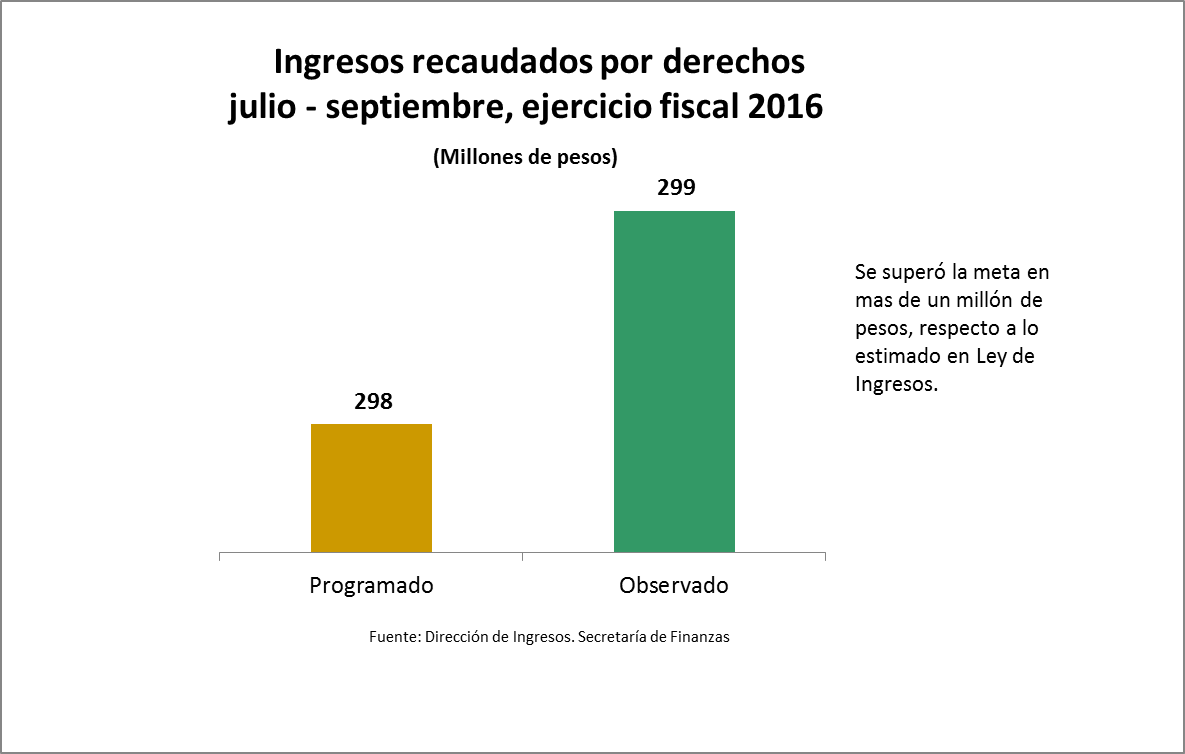 Ingresos recaudados por derechos
julio - septiembre, ejercicio fiscal 2016
(Millones de pesos)
299
298
Se superó la meta en
mas de un millón de
pesos, respecto a lo
estimado en Ley de
Ingresos.
Programado
Observado
Fuente: Dirección de Ingresos. Secretaría de Finanzas